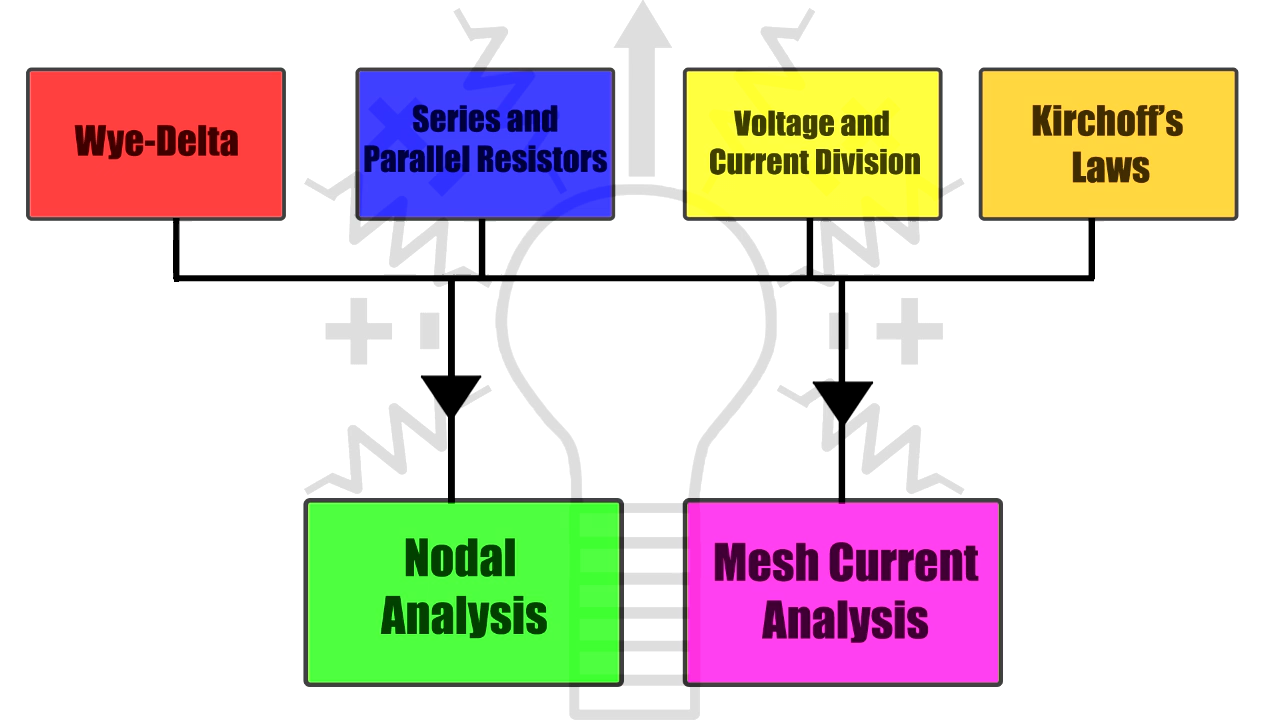 Wye-Delta
Series and
Parallel Resistors
Voltage and
Current Division
Kirchoff's
Laws
Nodal
Analysis
Mesh Current
Analysis